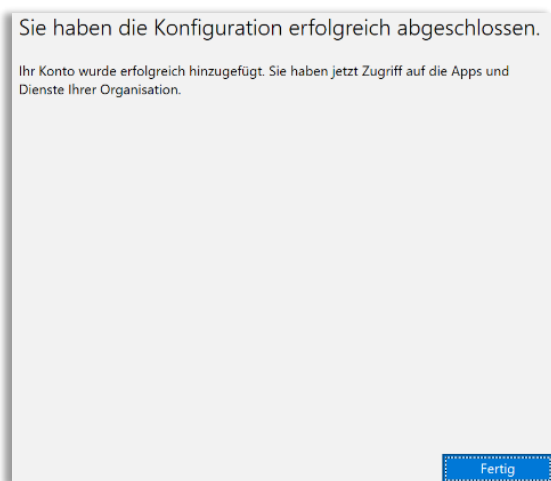 Sie haben die Konfiguration erfolgreich abgeschlossen.
Ihr Konto wurde erfolgreich hinzugefügt. Sie haben jetzt Zugriff auf die Apps und
Dienste Ihrer Organisation.
Fertig